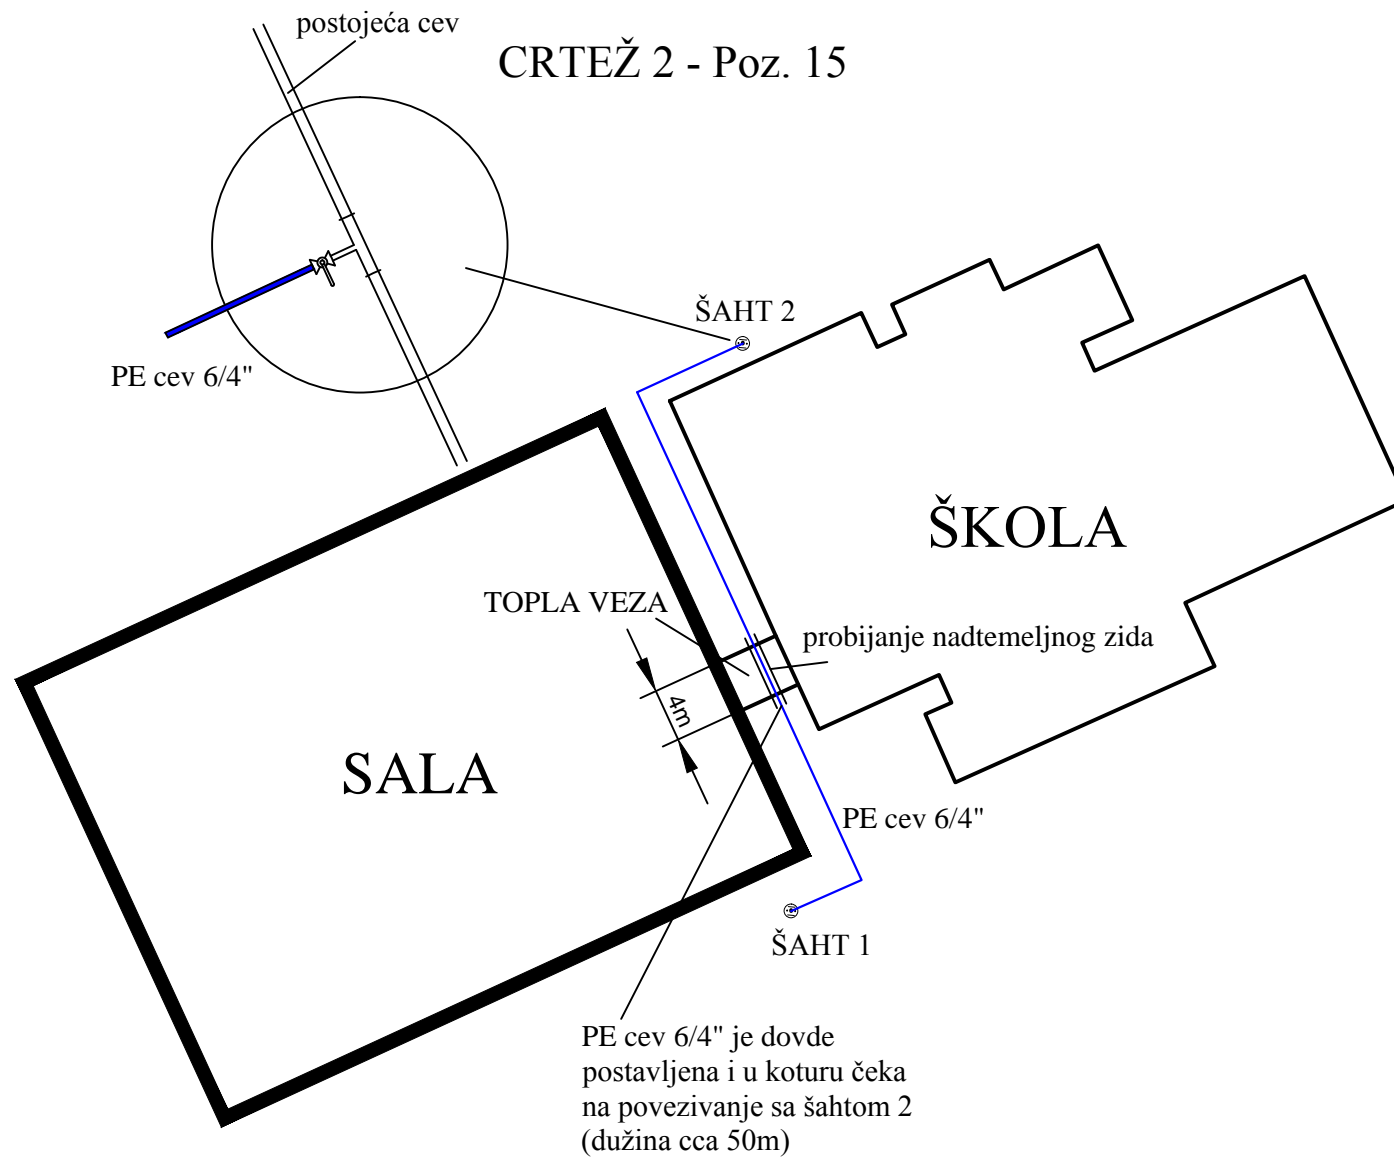 postojeća cev
CRTEŽ 2 - Poz. 15
ŠAHT 2
PE cev 6/4"
ŠKOLA
TOPLA VEZA
probijanje nadtemeljnog zida
4m
SALA
PE cev 6/4"
ŠAHT 1
PE cev 6/4" je dovde
postavljena i u koturu čeka
na povezivanje sa šahtom 2
(dužina cca 50m)